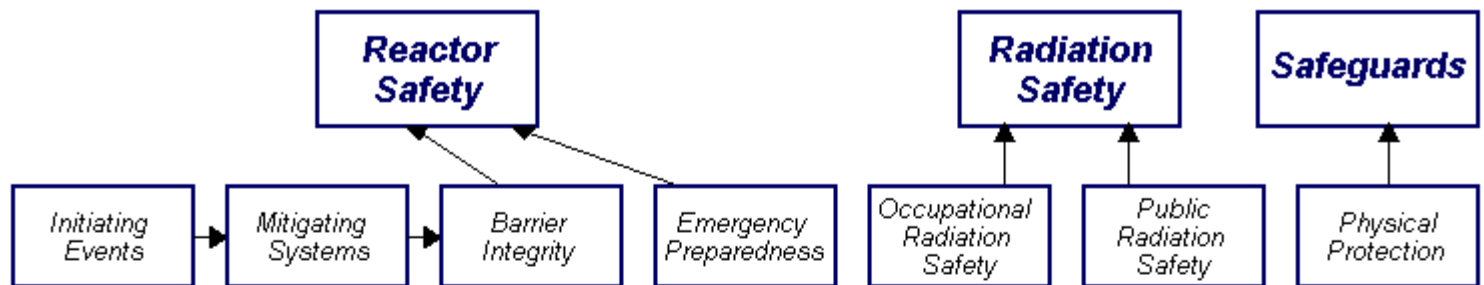 Reactor
Safety
Radiation
Safety
Safeguards
Initiating
Events
Mitigating
Systems
Barrier
Integrity
Emergency
Preparedness
Occupational
Radiation
Safety
Public
Radiation
Safety
Physical
Protection